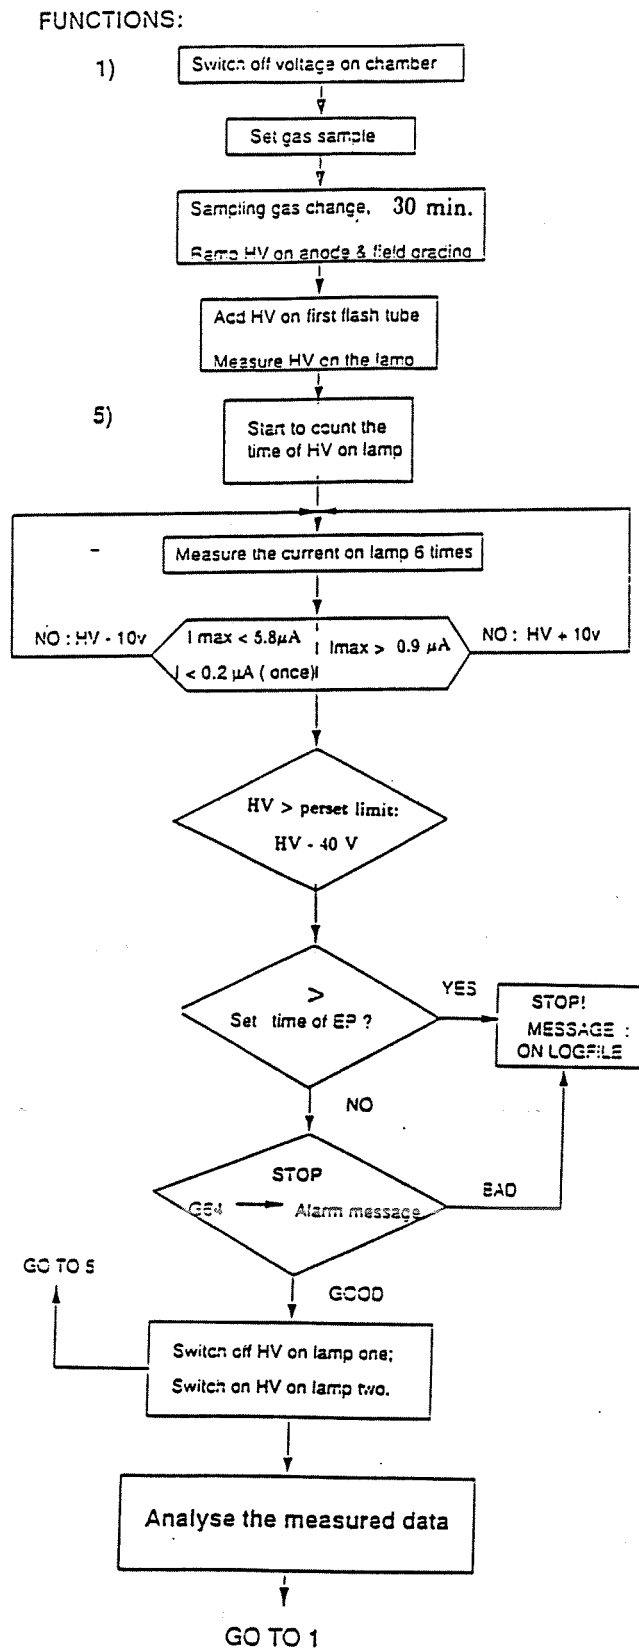 FUNCTIONS:
1)
Switch off voltage on chamber
Set gas sample
Sampling gas change, 30 min.
Ramp HV on anode & field gracing
Add HV on first flash tube
Measure HV on the lamp
5)
Start to count the
time of HV on lamp
Measure the current on lamp 6 times
NO : HV - 10v
I max < 5.8µA
I < 0.2 µA ( once)
Imax > 0.9 µA
NO : HV + 10v
HV > perset limit:
HV - 40 V
>
Set time of EP ?
YES
STOP!
MESSAGE :
ON LOGFILE
NO
STOP
Alarm message
BAD
GO TO 5
GOOD
Switch off HV on lamp one;
Switch on HV on lamp two.
Analyse the measured data
GO TO 1